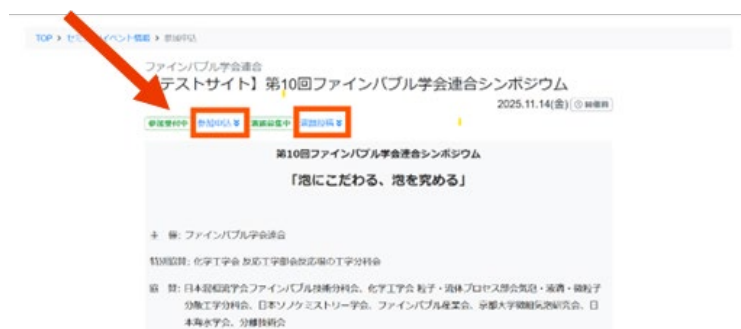 TOP > セミナー・イベント情報 > 参加申込
ファインバブル学会連合
【テストサイト】第10回ファインバブル学会連合シンポジウム
2025.11.14(金) 開催前
参加受付中 参加申込 演題募集中 演題投稿
第10回ファインバブル学会連合シンポジウム
「泡にこだわる、泡を究める」
主 催: ファインバブル学会連合
特別協賛: 化学工学会 反応工学部会反応場の工学分科会
協 賛: 日本混相流学会ファインバブル技術分科会、化学工学会 粒子・流体プロセス部会気泡・液滴・微粒子
分散工学分科会、日本ソノケミストリー学会、ファインバブル産業会、京都大学微細気泡研究会、日
本海水学会、分離技術会